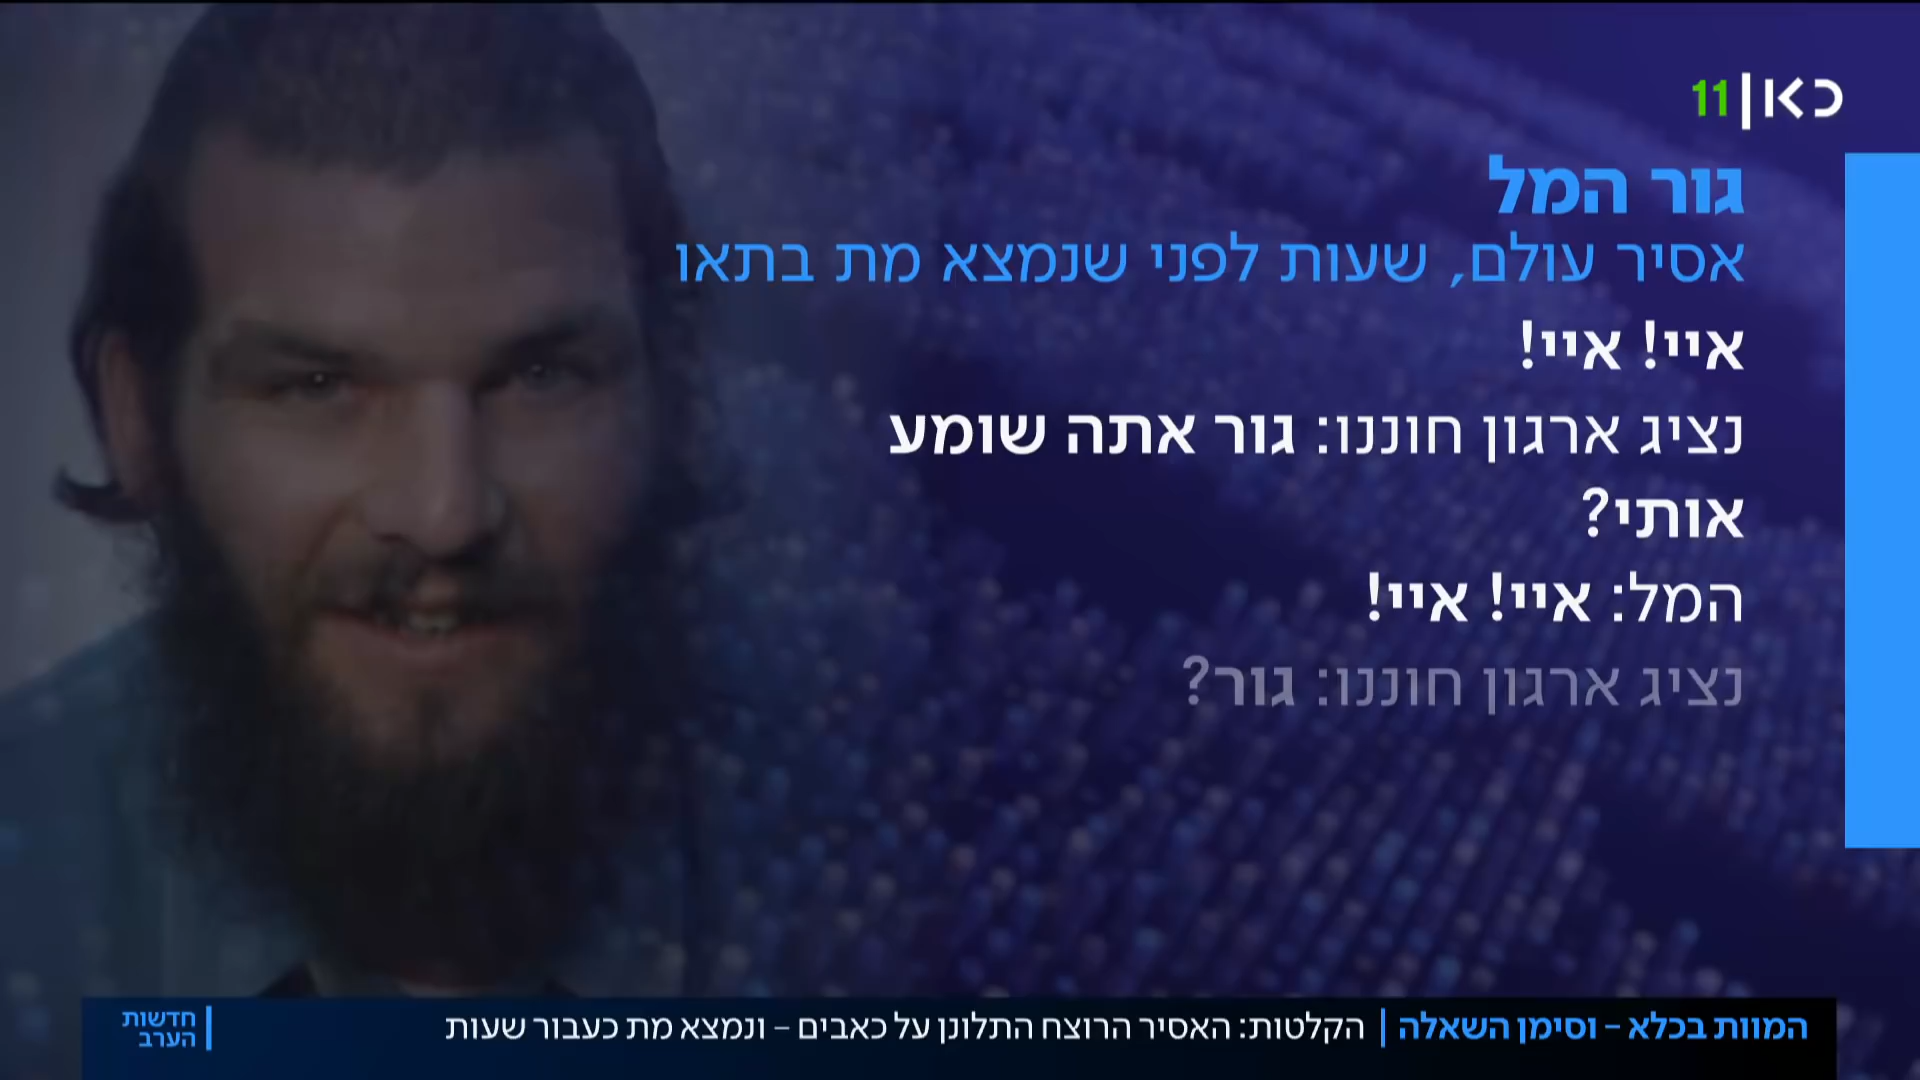 כאן|11
גור המל
אסיר עולם, שעות לפני שנמצא מת בתאו
איי! איי!
נציג ארגון חוננו: גור אתה שומע
אותי?
המל: איי! איי!
נציג ארגון חוננו: גור?
המוות בכלא – וסימן השאלה | הקלטות: האסיר הרוצח התלונן על כאבים – ונמצא מת כעבור שעות
חדשות
הערב